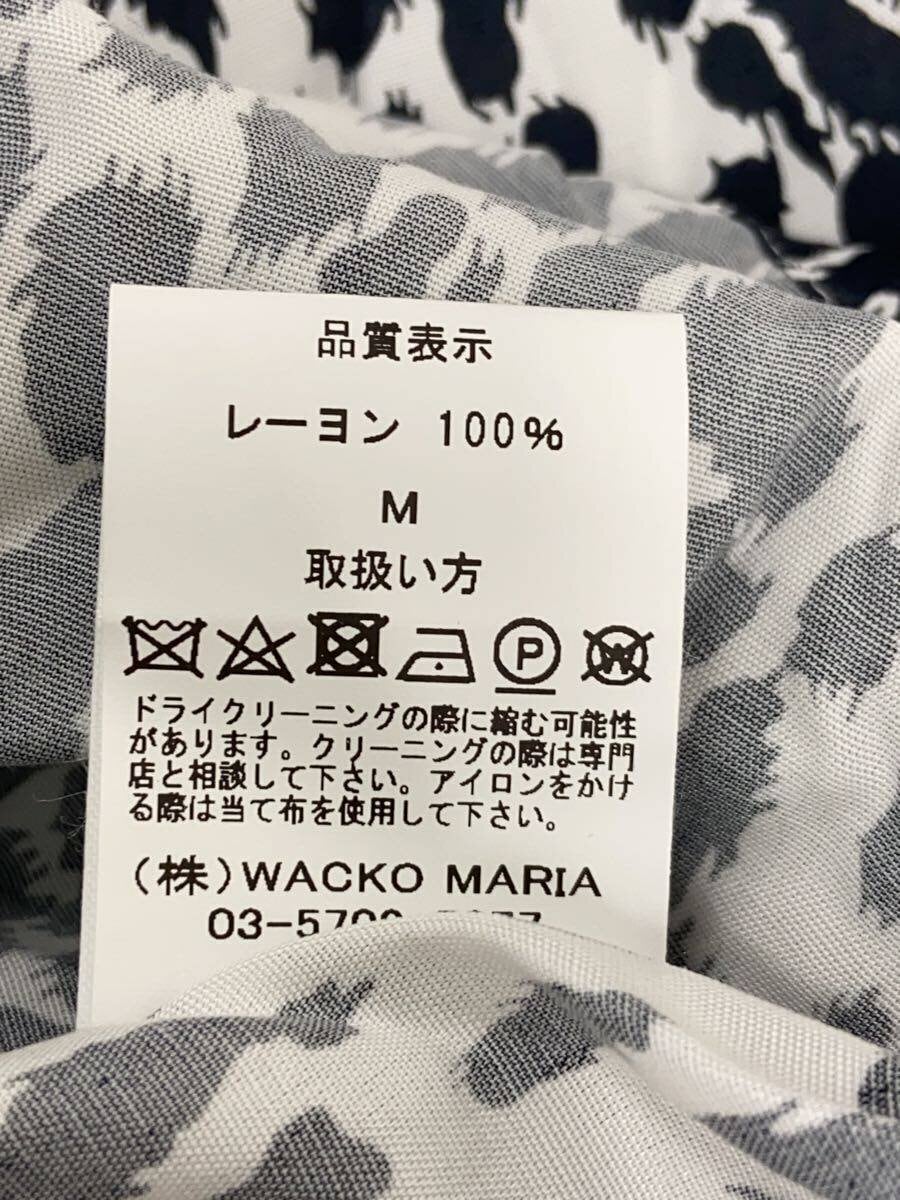 品質表示
レーヨン 100%
M
取扱い方
P
W
ドライクリーニングの際に縮む可能性
があります。クリーニングの際は専門
店と相談して下さい。アイロンをかけ
る際は当て布を使用して下さい。
(株)WACKO MARIA